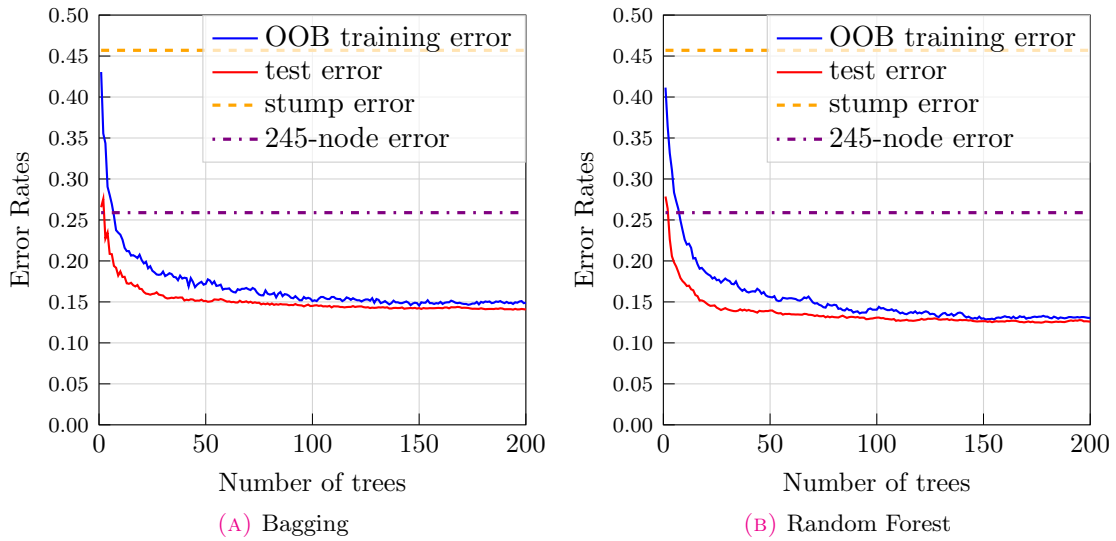 0.50
0.45
0.40
0.35
0.30
0.25
0.20
0.15
0.10
0.05
0.00
Error Rates
OOB training error
test error
stump error
245-node error
0
50
100
150
200
Number of trees
(A) Bagging
0.50
0.45
0.40
0.35
0.30
0.25
0.20
0.15
0.10
0.05
0.00
Error Rates
OOB training error
test error
stump error
245-node error
0
50
100
150
200
Number of trees
(B) Random Forest